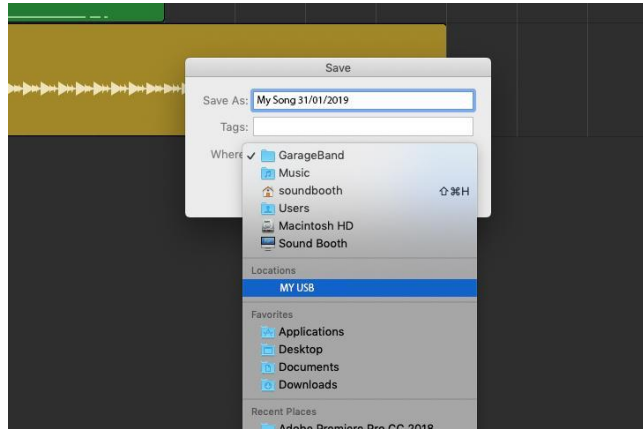 Save
Save As: My Song 31/01/2019
Tags:
Where
GarageBand
Music
soundbooth ⇧⌘H
Users
Macintosh HD
Sound Booth
Locations
MY USB
Favorites
Applications
Desktop
Documents
Downloads
Recent Places
Adobe Premiere Pro CC 2018